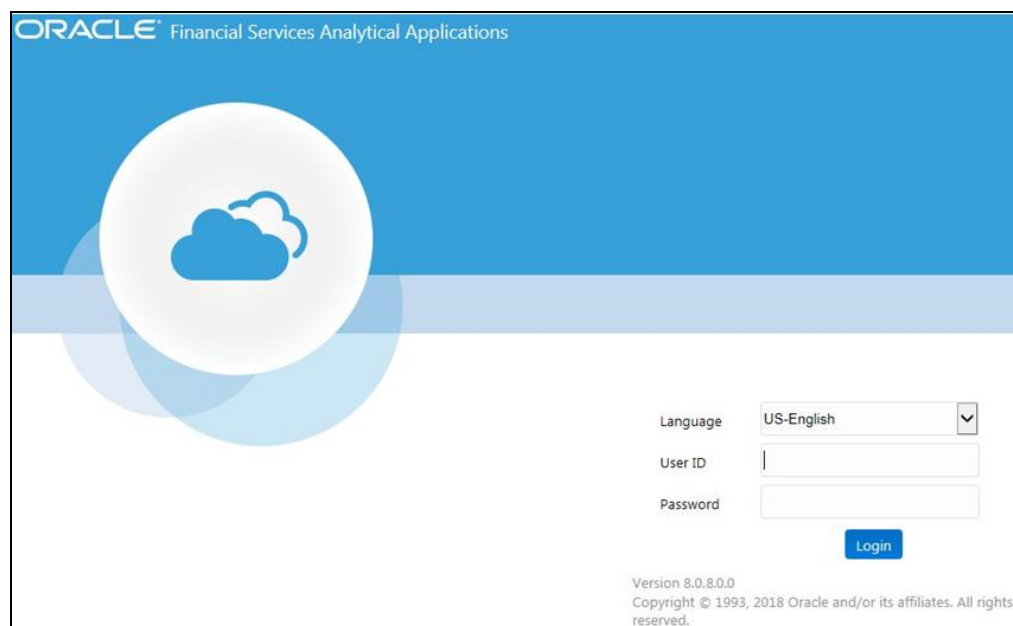 ORACLE® Financial Services Analytical Applications
Language US-English
User ID
Password
Login
Version 8.0.8.0.0
Copyright © 1993, 2018 Oracle and/or its affiliates. All rights
reserved.